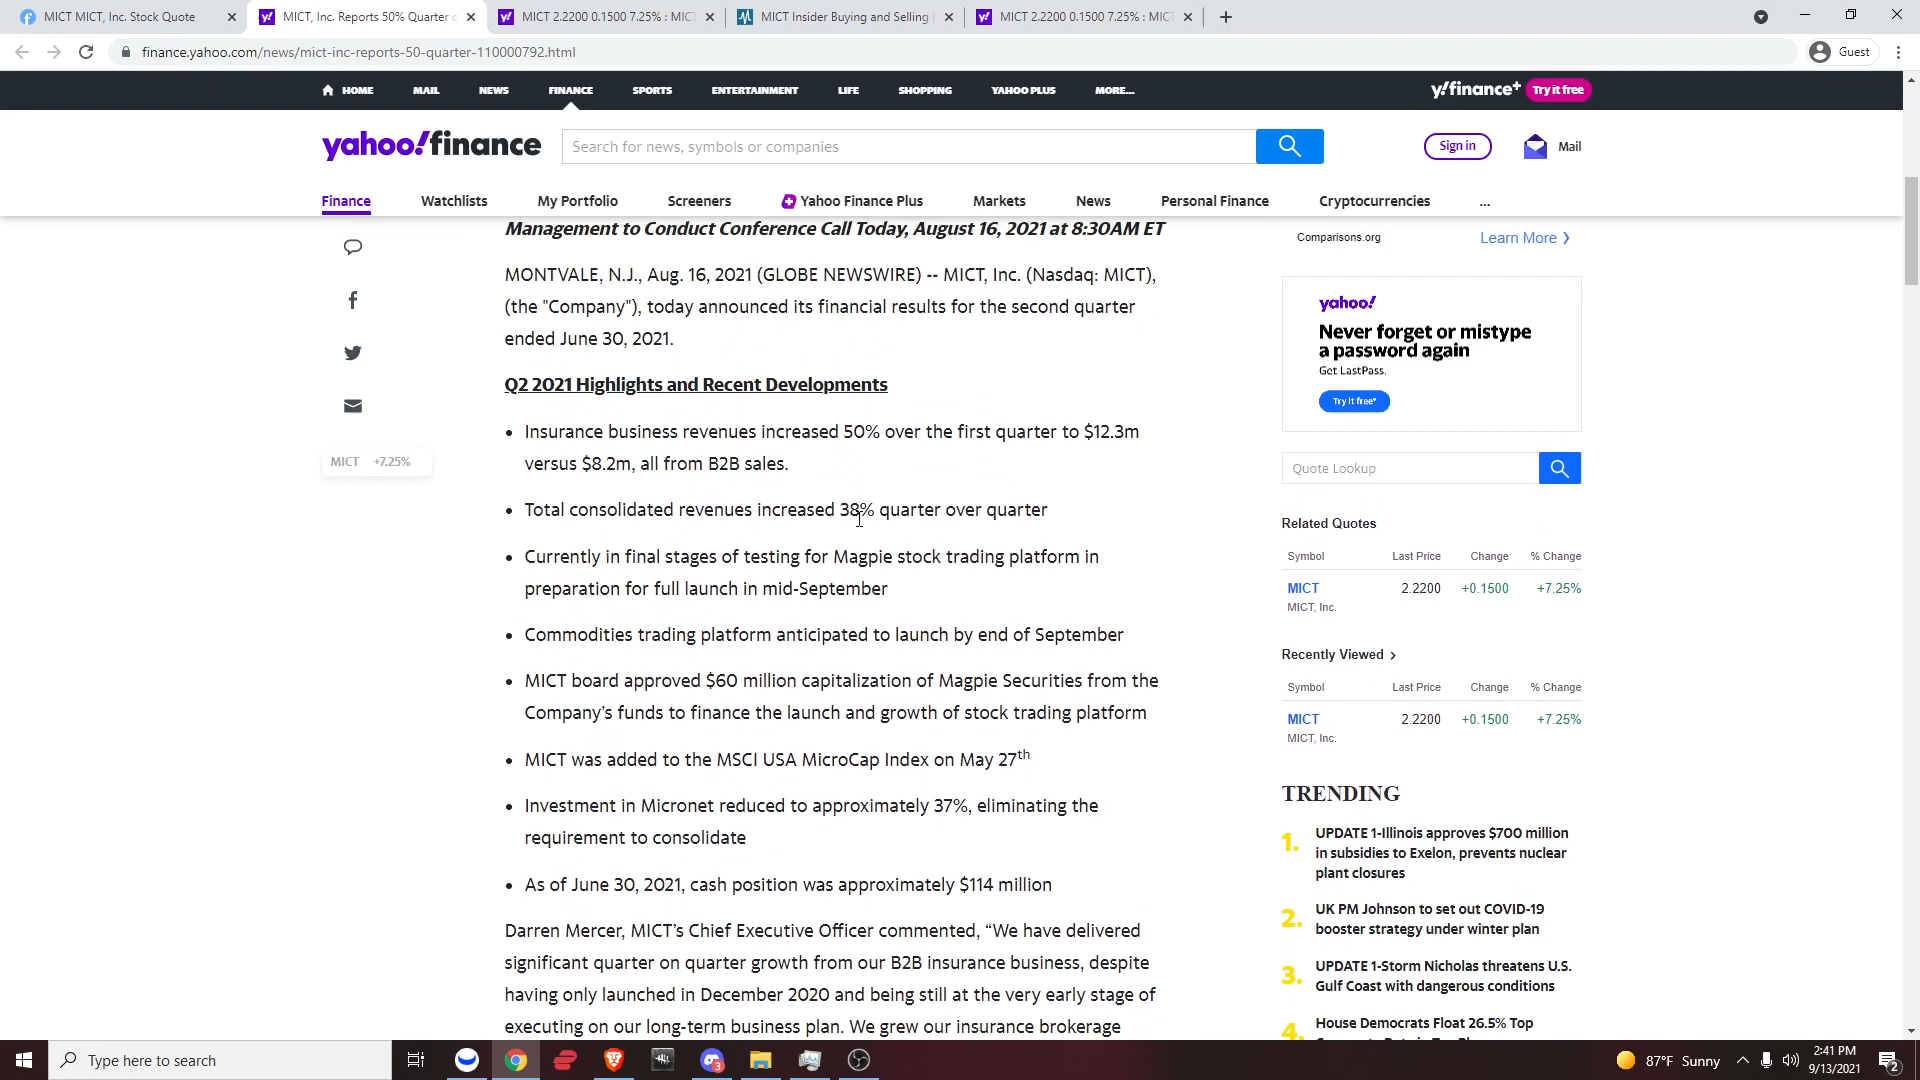 MICT MICT, Inc. Stock Quote
MICT, Inc. Reports 50% Quarter o
MICT 2.2200 0.1500 7.25% : MICT
MICT Insider Buying and Selling
MICT 2.2200 0.1500 7.25% : MICT
finance.yahoo.com/news/mict-inc-reports-50-quarter-110000792.html
Guest
HOME MAIL NEWS FINANCE SPORTS ENTERTAINMENT LIFE SHOPPING YAHOO PLUS MORE...
y!finance+ Try it free
yahoo!finance
Search for news, symbols or companies
Sign in
Mail
Finance Watchlists My Portfolio Screeners Yahoo Finance Plus Markets News Personal Finance Cryptocurrencies ...
Management to Conduct Conference Call Today, August 16, 2021 at 8:30AM ET
MONTVALE, N.J., Aug. 16, 2021 (GLOBE NEWSWIRE) -- MICT, Inc. (Nasdaq: MICT),
(the "Company"), today announced its financial results for the second quarter
ended June 30, 2021.
Q2 2021 Highlights and Recent Developments
• Insurance business revenues increased 50% over the first quarter to $12.3m
versus $8.2m, all from B2B sales.
• Total consolidated revenues increased 38% quarter over quarter
• Currently in final stages of testing for Magpie stock trading platform in
preparation for full launch in mid-September
• Commodities trading platform anticipated to launch by end of September
• MICT board approved $60 million capitalization of Magpie Securities from the
Company’s funds to finance the launch and growth of stock trading platform
• MICT was added to the MSCI USA MicroCap Index on May 27th
• Investment in Micronet reduced to approximately 37%, eliminating the
requirement to consolidate
• As of June 30, 2021, cash position was approximately $114 million
Darren Mercer, MICT’s Chief Executive Officer commented, “We have delivered
significant quarter on quarter growth from our B2B insurance business, despite
having only launched in December 2020 and being still at the very early stage of
executing on our long-term business plan. We grew our insurance brokerage
MICT +7.25%
Comparisons.org
Learn More ❯
yahoo!
Never forget or mistype
a password again
Get LastPass.
Try it free*
Quote Lookup
Related Quotes
Symbol Last Price Change % Change
MICT 2.2200 +0.1500 +7.25%
MICT, Inc.
Recently Viewed ❯
Symbol Last Price Change % Change
MICT 2.2200 +0.1500 +7.25%
MICT, Inc.
TRENDING
1. UPDATE 1-Illinois approves $700 million
in subsidies to Exelon, prevents nuclear
plant closures
2. UK PM Johnson to set out COVID-19
booster strategy under winter plan
3. UPDATE 1-Storm Nicholas threatens U.S.
Gulf Coast with dangerous conditions
4. House Democrats Float 26.5% Top
Type here to search
3
87°F Sunny
2:41 PM
9/13/2021
2